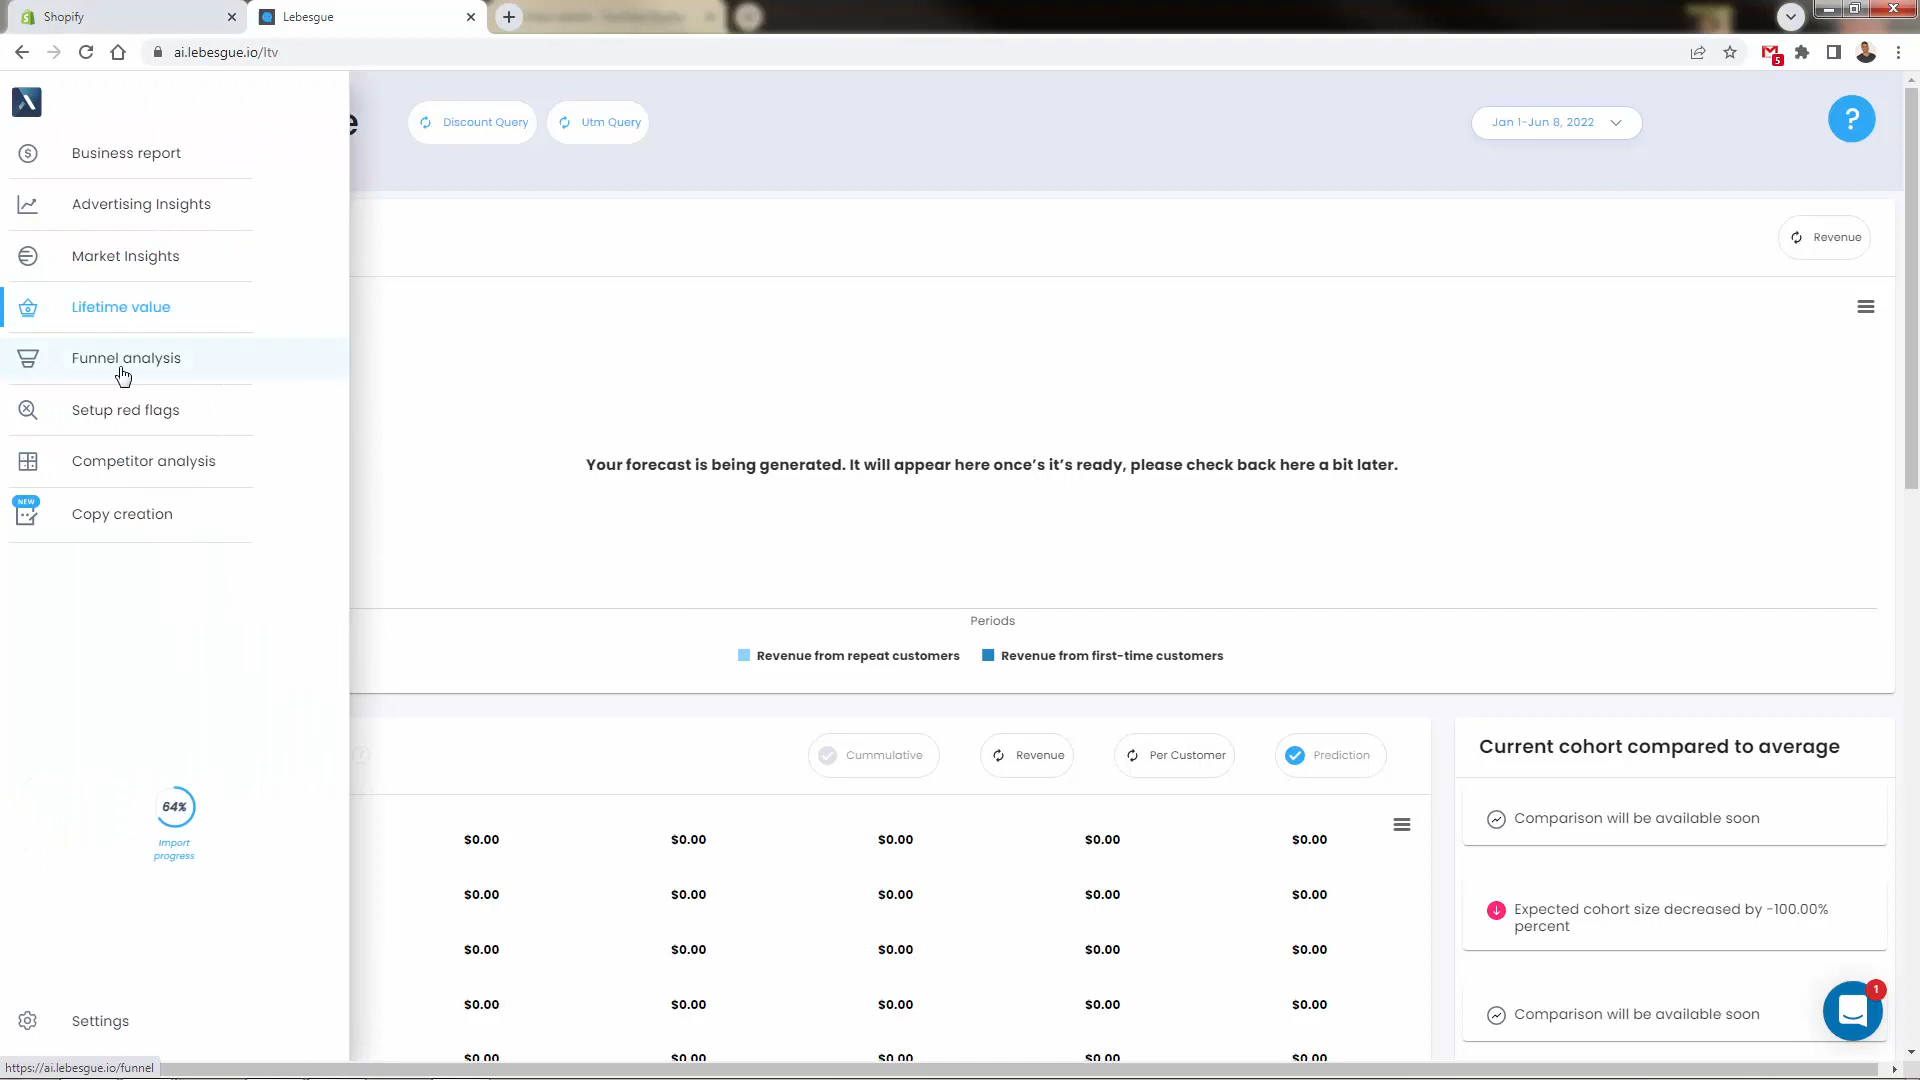 Shopify
Lebesgue
ai.lebesgue.io/ltv
5
e
Discount Query
Utm Query
Jan 1-Jun 8, 2022
?
Business report
Advertising Insights
Market Insights
Lifetime value
Funnel analysis
Setup red flags
Competitor analysis
NEW
Copy creation
64%
Import
progress
Settings
https://ai.lebesgue.io/funnel
Revenue
Your forecast is being generated. It will appear here once's it's ready, please check back here a bit later.
Periods
Revenue from repeat customers
Revenue from first-time customers
Cummulative
Revenue
Per Customer
Prediction
$0.00 $0.00 $0.00 $0.00 $0.00
$0.00 $0.00 $0.00 $0.00 $0.00
$0.00 $0.00 $0.00 $0.00 $0.00
$0.00 $0.00 $0.00 $0.00 $0.00
$0.00 $0.00 $0.00 $0.00 $0.00
Current cohort compared to average
Comparison will be available soon
Expected cohort size decreased by -100.00%
percent
Comparison will be available soon
1